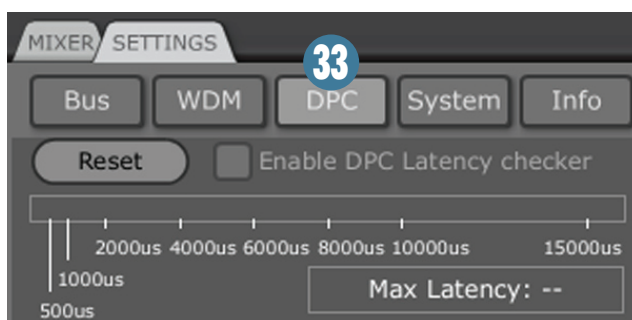 MIXER SETTINGS
33
Bus WDM DPC System Info
Reset Enable DPC Latency checker
2000us 4000us 6000us 8000us 10000us 15000us
1000us
Max Latency: --
500us